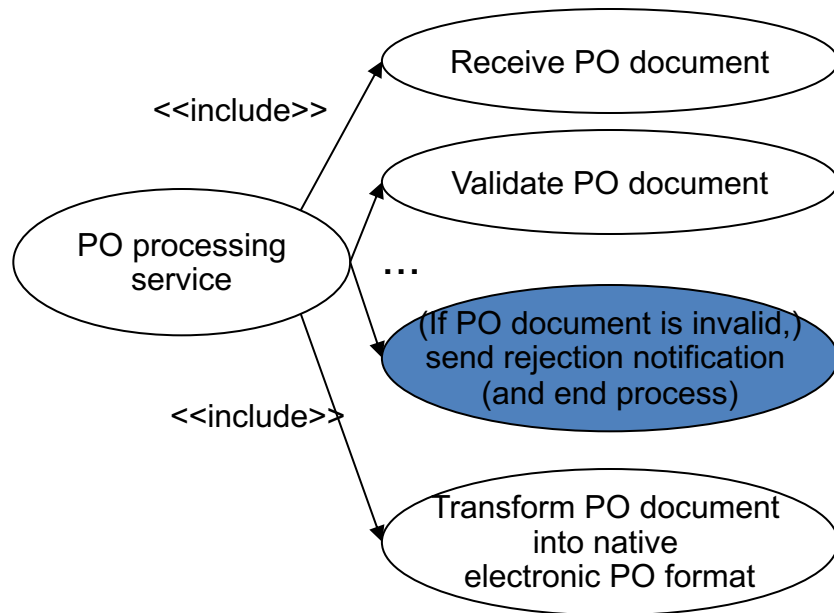 Receive PO document
<<include>>
Validate PO document
PO processing
service
...
(If PO document is invalid,)
send rejection notification
(and end process)
<<include>>
Transform PO document
into native
electronic PO format